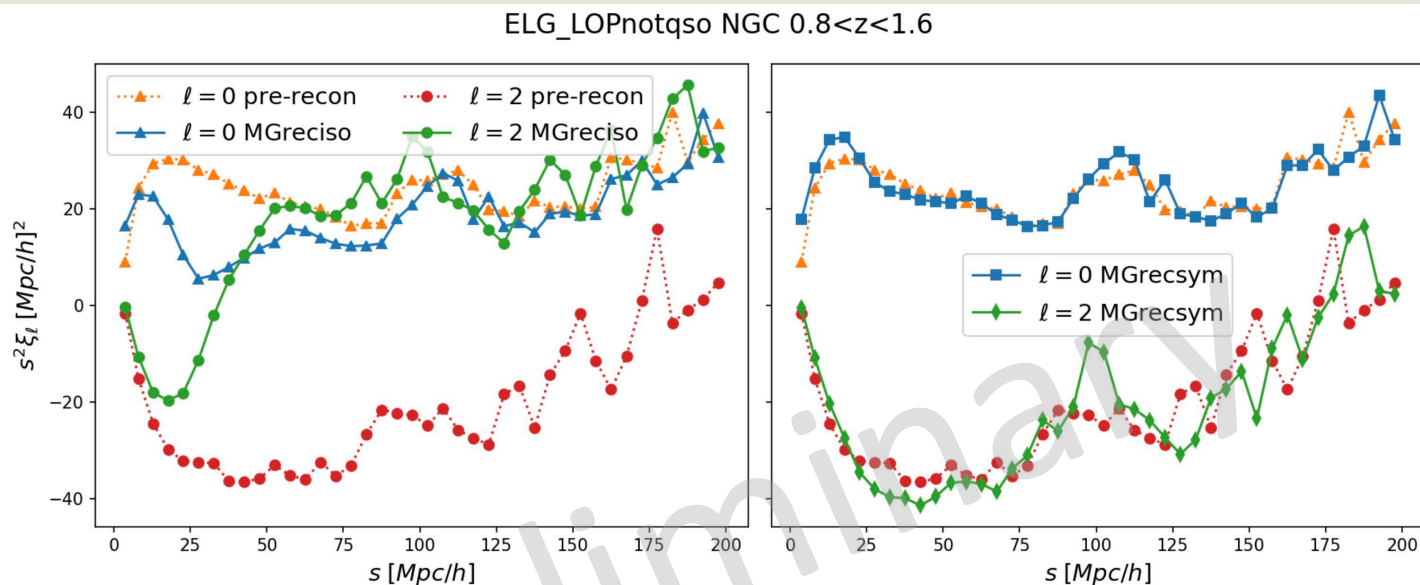 ELG_LOPnotqso NGC 0.8<z<1.6
ℓ = 0 pre-recon
ℓ = 0 MGreciso
ℓ = 2 pre-recon
ℓ = 2 MGreciso
s²ξℓ [Mpc/h]²
40
20
0
−20
−40
0 25 50 75 100 125 150 175 200
s [Mpc/h]
ℓ = 0 MGrecsym
ℓ = 2 MGrecsym
0 25 50 75 100 125 150 175 200
s [Mpc/h]
liminary